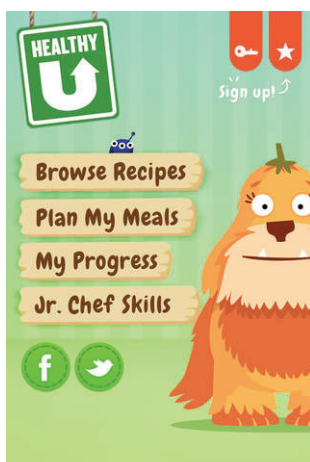 HEALTHY
U
Sign up!
Browse Recipes
Plan My Meals
My Progress
Jr. Chef Skills
f